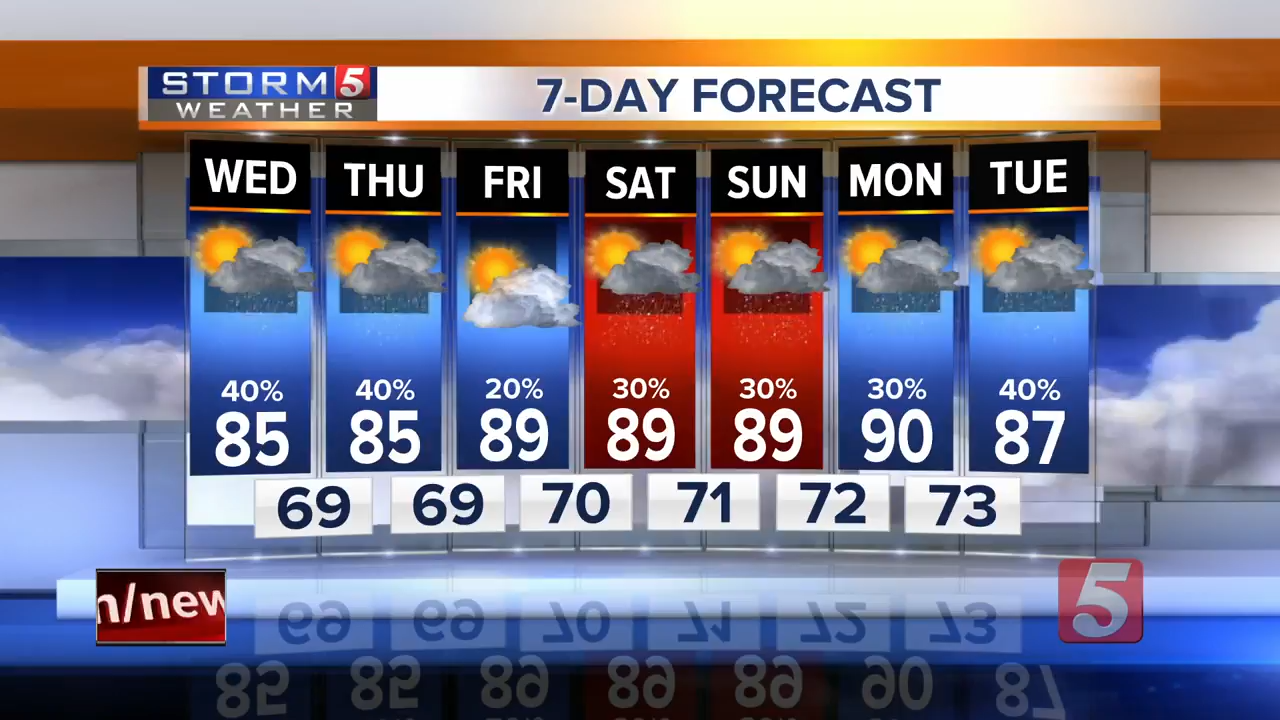 STORM 5
WEATHER
7-DAY FORECAST
WED THU FRI SAT SUN MON TUE
40% 40% 20% 30% 30% 30% 40%
85 85 89 89 89 90 87
69 69 70 71 72 73
n/new
5